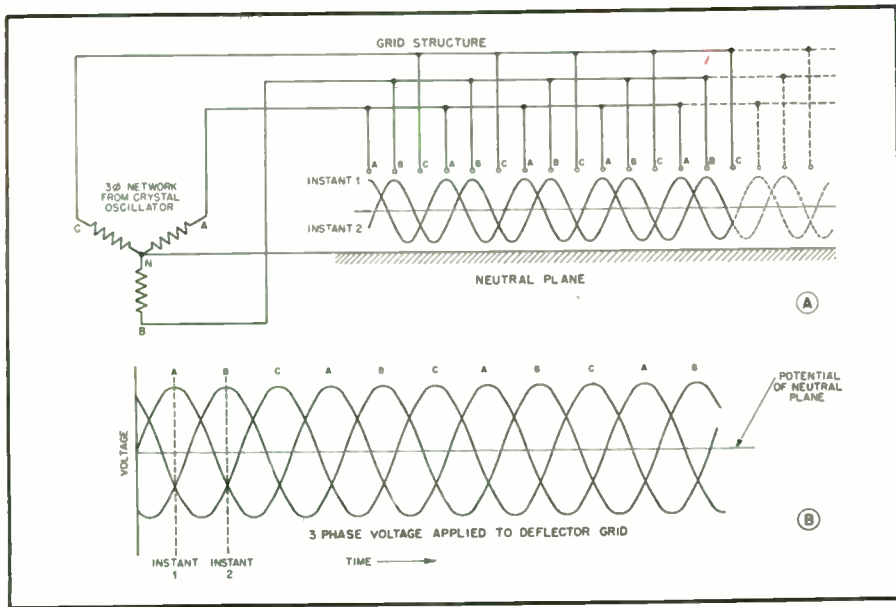 GRID STRUCTURE
A B C A B C A B C A B C A B C
INSTANT 1
INSTANT 2
3Ø NETWORK
FROM CRYSTAL
OSCILLATOR
C
A
N
B
NEUTRAL PLANE
A
A B C A B C A B C A B
POTENTIAL
OF NEUTRAL
PLANE
VOLTAGE
3 PHASE VOLTAGE APPLIED TO DEFLECTOR GRID
B
TIME
INSTANT
1
INSTANT
2